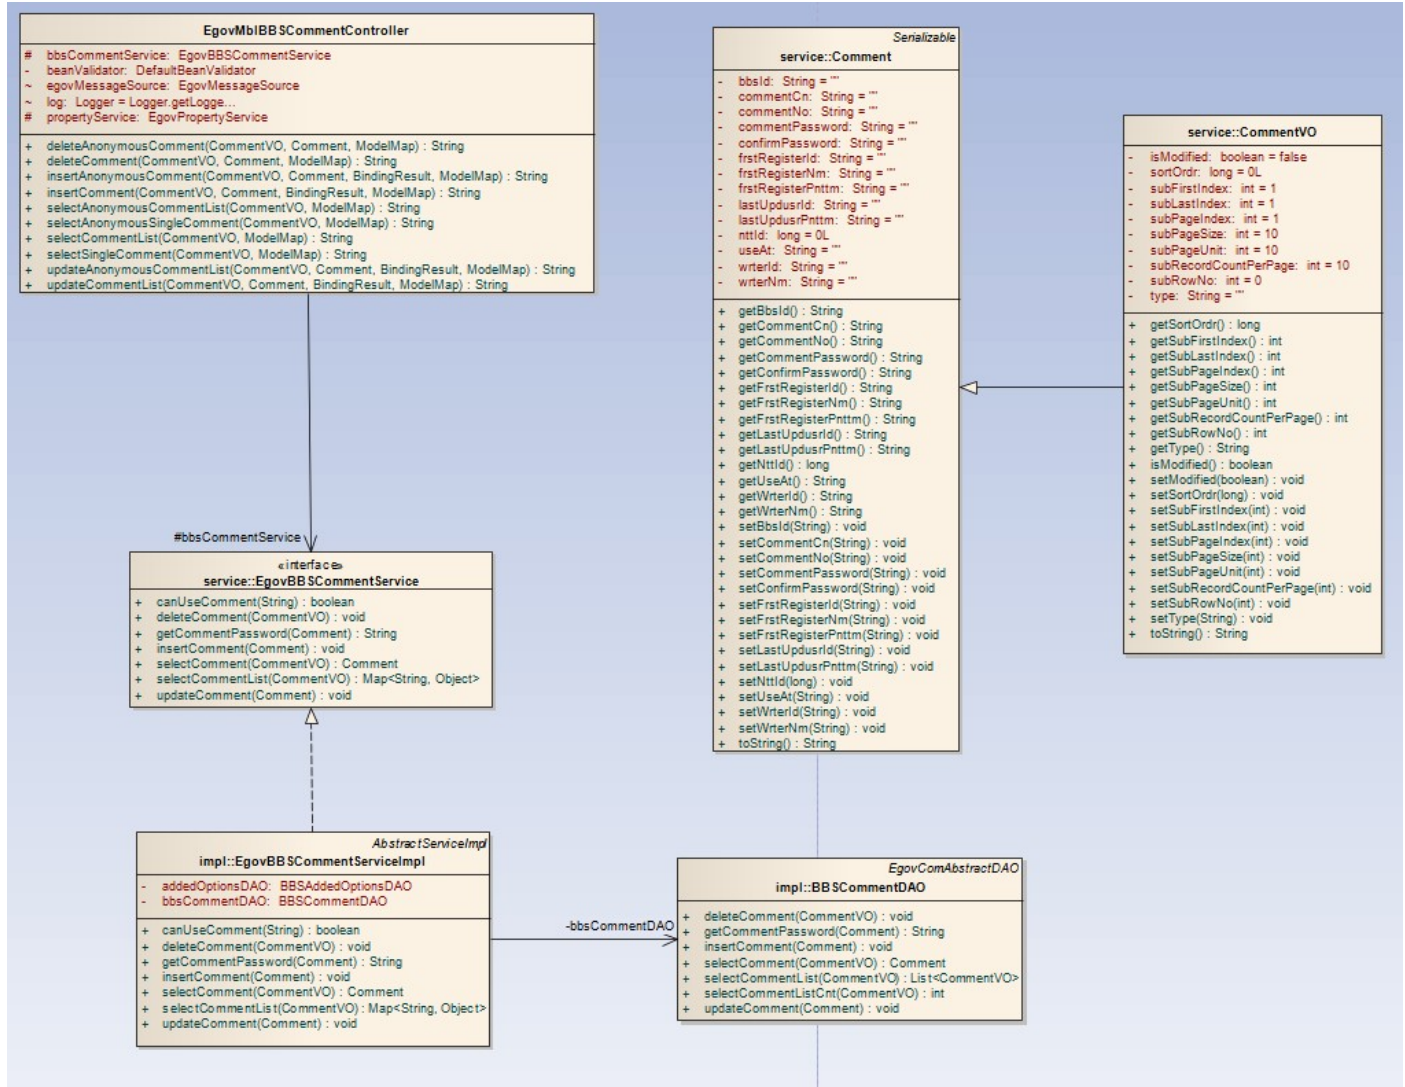 EgovMblBBSCommentController
# bbsCommentService: EgovBBSCommentService
- beanValidator: DefaultBeanValidator
~ egovMessageSource: EgovMessageSource
~ log: Logger = Logger.getLogge...
# propertyService: EgovPropertyService
+ deleteAnonymousComment(CommentVO, Comment, ModelMap) : String
+ deleteComment(CommentVO, Comment, ModelMap) : String
+ insertAnonymousComment(CommentVO, Comment, BindingResult, ModelMap) : String
+ insertComment(CommentVO, Comment, BindingResult, ModelMap) : String
+ selectAnonymousCommentList(CommentVO, ModelMap) : String
+ selectAnonymousSingleComment(CommentVO, ModelMap) : String
+ selectCommentList(CommentVO, ModelMap) : String
+ selectSingleComment(CommentVO, ModelMap) : String
+ updateAnonymousCommentList(CommentVO, Comment, BindingResult, ModelMap) : String
+ updateCommentList(CommentVO, Comment, BindingResult, ModelMap) : String
#bbsCommentService
«interface»
service::EgovBBSCommentService
+ canUseComment(String) : boolean
+ deleteComment(CommentVO) : void
+ getCommentPassword(Comment) : String
+ insertComment(Comment) : void
+ selectComment(CommentVO) : Comment
+ selectCommentList(CommentVO) : Map<String, Object>
+ updateComment(Comment) : void
AbstractServiceImpl
impl::EgovBBSCommentServiceImpl
- addedOptionsDAO: BBSAddedOptionsDAO
- bbsCommentDAO: BBSCommentDAO
+ canUseComment(String) : boolean
+ deleteComment(CommentVO) : void
+ getCommentPassword(Comment) : String
+ insertComment(Comment) : void
+ selectComment(CommentVO) : Comment
+ selectCommentList(CommentVO) : Map<String, Object>
+ updateComment(Comment) : void
-bbsCommentDAO
EgovComAbstractDAO
impl::BBSCommentDAO
+ deleteComment(CommentVO) : void
+ getCommentPassword(Comment) : String
+ insertComment(Comment) : void
+ selectComment(CommentVO) : Comment
+ selectCommentList(CommentVO) : List<CommentVO>
+ selectCommentListCnt(CommentVO) : int
+ updateComment(Comment) : void
Serializable
service::Comment
- bbsId: String = ""
- commentCn: String = ""
- commentNo: String = ""
- commentPassword: String = ""
- confirmPassword: String = ""
- frstRegisterId: String = ""
- frstRegisterNm: String = ""
- frstRegisterPnttm: String = ""
- lastUpdusrId: String = ""
- lastUpdusrPnttm: String = ""
- nttId: long = 0L
- useAt: String = ""
- wrterId: String = ""
- wrterNm: String = ""
+ getBbsId() : String
+ getCommentCn() : String
+ getCommentNo() : String
+ getCommentPassword() : String
+ getConfirmPassword() : String
+ getFrstRegisterId() : String
+ getFrstRegisterNm() : String
+ getFrstRegisterPnttm() : String
+ getLastUpdusrId() : String
+ getLastUpdusrPnttm() : String
+ getNttId() : long
+ getUseAt() : String
+ getWrterId() : String
+ getWrterNm() : String
+ setBbsId(String) : void
+ setCommentCn(String) : void
+ setCommentNo(String) : void
+ setCommentPassword(String) : void
+ setConfirmPassword(String) : void
+ setFrstRegisterId(String) : void
+ setFrstRegisterNm(String) : void
+ setFrstRegisterPnttm(String) : void
+ setLastUpdusrId(String) : void
+ setLastUpdusrPnttm(String) : void
+ setNttId(long) : void
+ setUseAt(String) : void
+ setWrterId(String) : void
+ setWrterNm(String) : void
+ toString() : String
service::CommentVO
- isModified: boolean = false
- sortOrdr: long = 0L
- subFirstIndex: int = 1
- subLastIndex: int = 1
- subPageIndex: int = 1
- subPageSize: int = 10
- subPageUnit: int = 10
- subRecordCountPerPage: int = 10
- subRowNo: int = 0
- type: String = ""
+ getSortOrdr() : long
+ getSubFirstIndex() : int
+ getSubLastIndex() : int
+ getSubPageIndex() : int
+ getSubPageSize() : int
+ getSubPageUnit() : int
+ getSubRecordCountPerPage() : int
+ getSubRowNo() : int
+ getType() : String
+ isModified() : boolean
+ setModified(boolean) : void
+ setSortOrdr(long) : void
+ setSubFirstIndex(int) : void
+ setSubLastIndex(int) : void
+ setSubPageIndex(int) : void
+ setSubPageSize(int) : void
+ setSubPageUnit(int) : void
+ setSubRecordCountPerPage(int) : void
+ setSubRowNo(int) : void
+ setType(String) : void
+ toString() : String